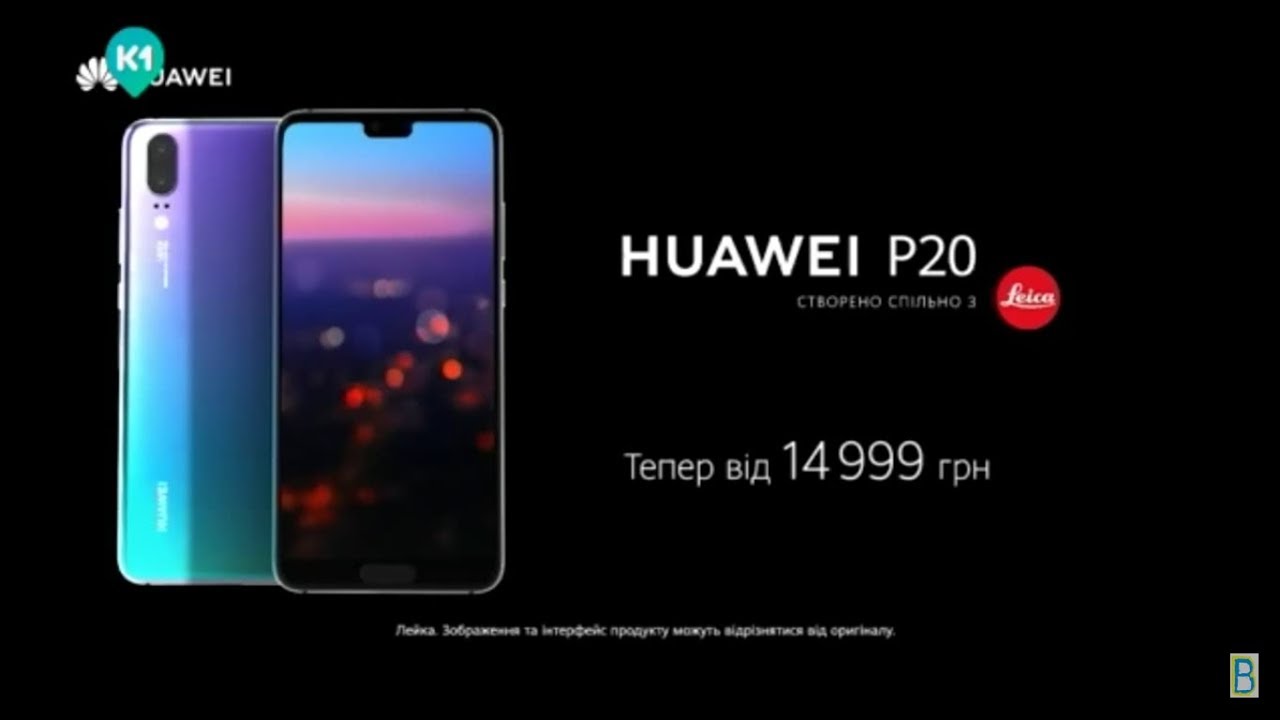 K1
HUAWEI
HUAWEI P20
СТВОРЕНО СПІЛЬНО З
Leica
Тепер від 14 999 грн
HUAWEI
Лейка. Зображення та інтерфейс продукту можуть відрізнятися від оригіналу.
B